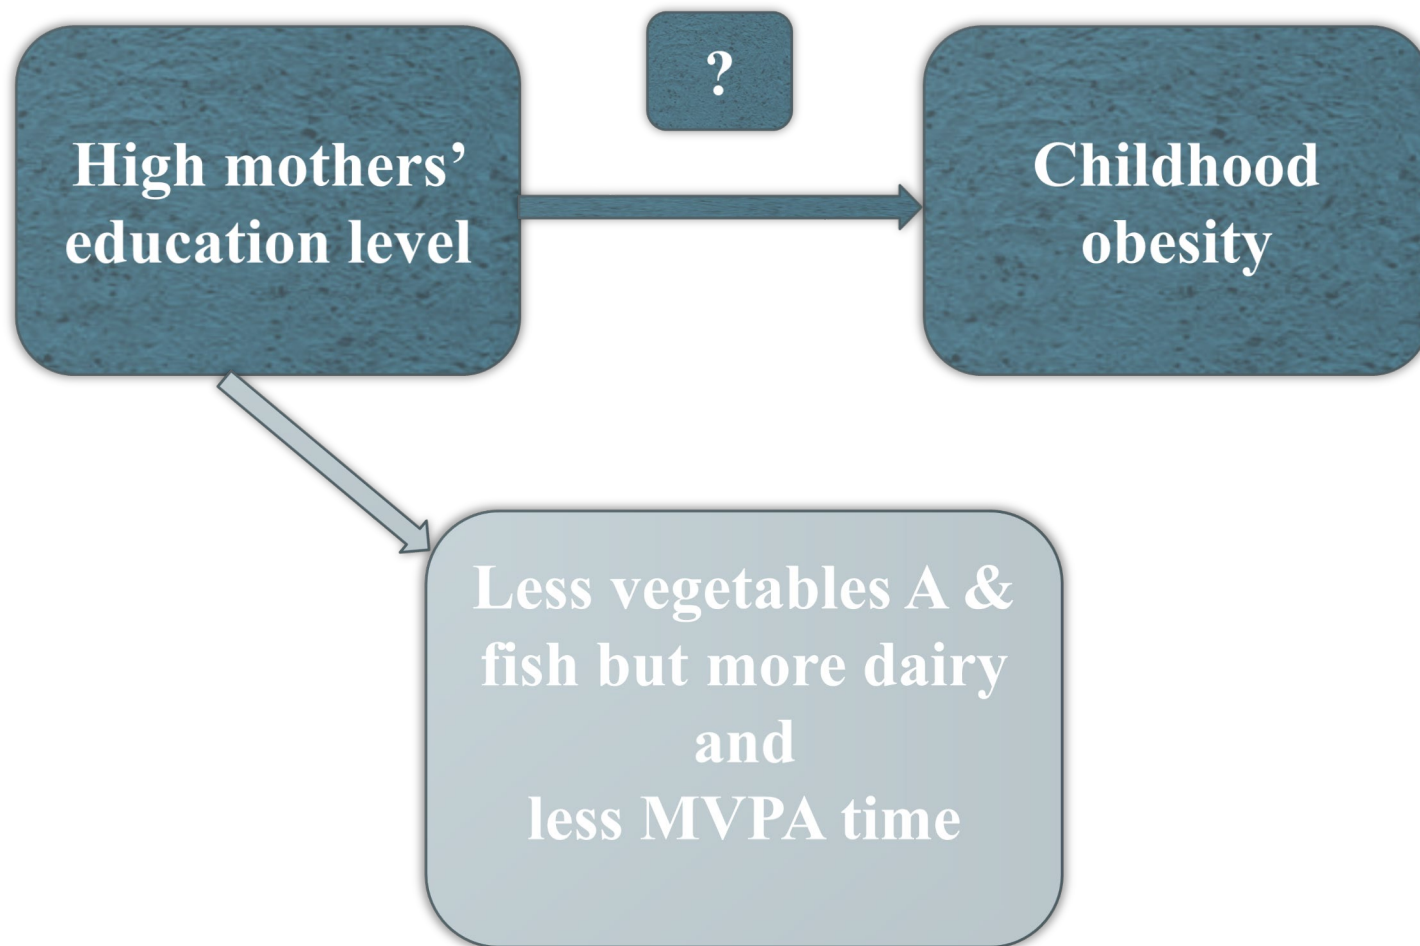 ?
High mothers’
education level
Childhood
obesity
Less vegetables A &
fish but more dairy
and
less MVPA time